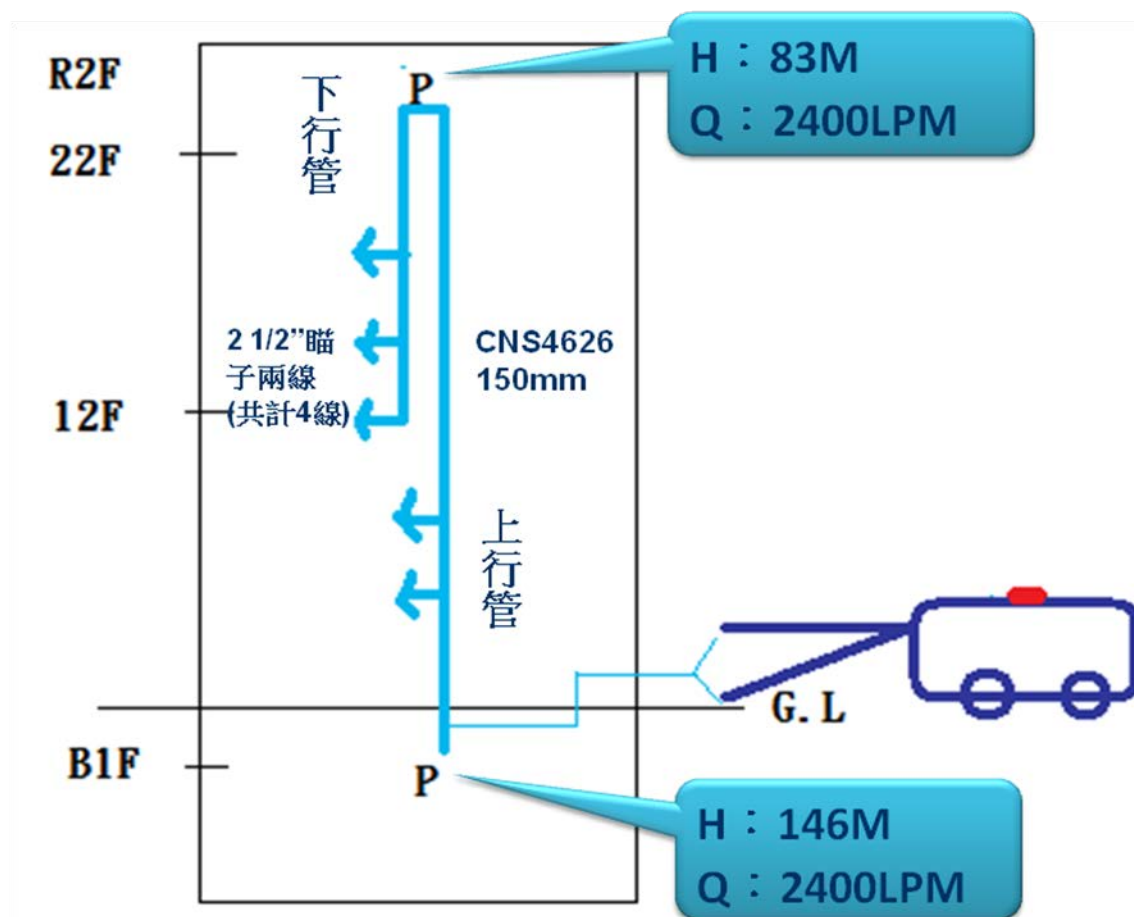 R2F
P
H：83M
Q：2400LPM
下行管
22F
2 1/2”瞄
子兩線
(共計4線)
CNS4626
150mm
12F
上行管
G.L
B1F
P
H：146M
Q：2400LPM